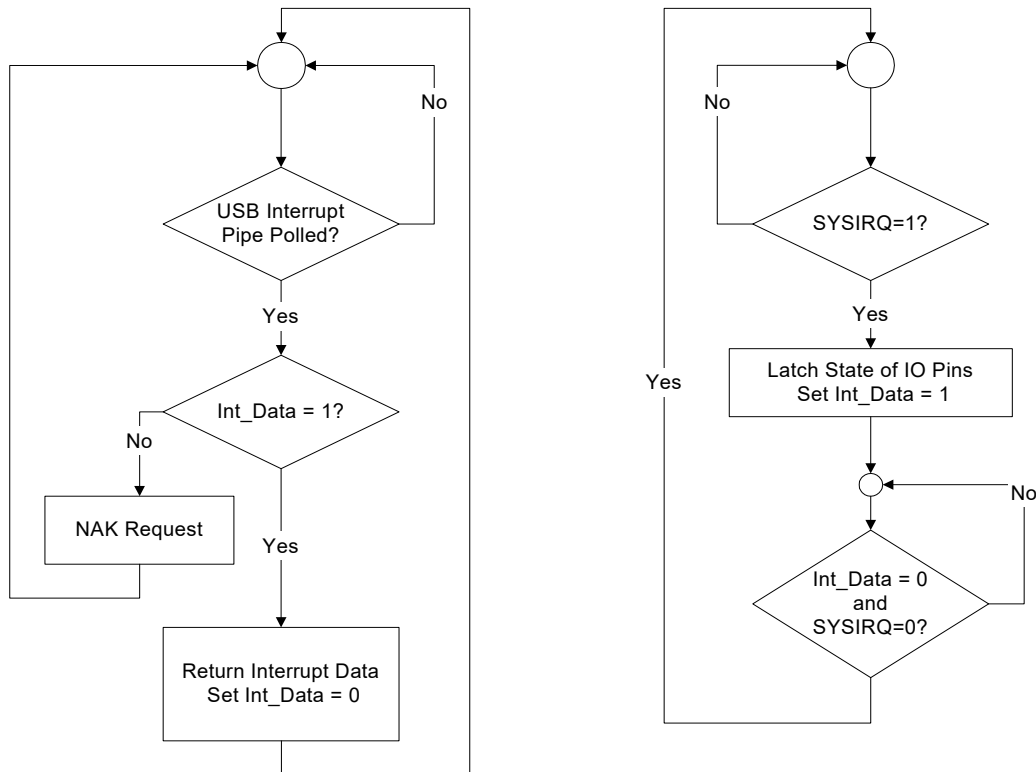 No
USB Interrupt
Pipe Polled?
Yes
Int_Data = 1?
No
NAK Request
Yes
Return Interrupt Data
Set Int_Data = 0
No
SYSIRQ=1?
Yes
Latch State of IO Pins
Set Int_Data = 1
Yes
No
Int_Data = 0
and
SYSIRQ=0?